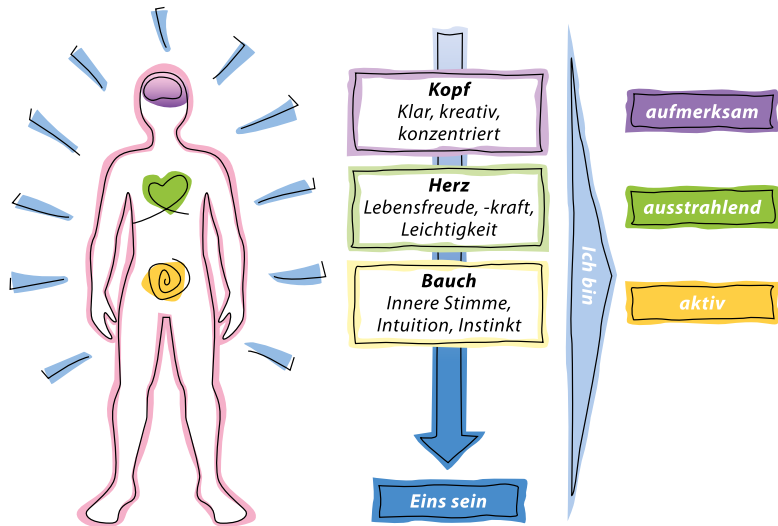 Kopf
Klar, kreativ,
konzentriert
Herz
Lebensfreude, -kraft,
Leichtigkeit
Bauch
Innere Stimme,
Intuition, Instinkt
Eins sein
Ich bin
aufmerksam
ausstrahlend
aktiv